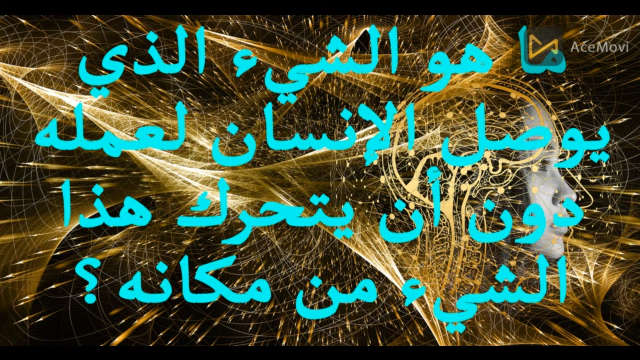 AceMovi
ما هو الشيء الذي
يوصل الإنسان لعمله
دون أن يتحرك هذا
الشيء من مكانه ؟